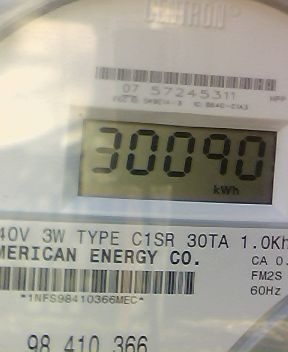 CENTRON®
07 57245311
30090
kWh
40V 3W TYPE C1SR 30TA 1.0Kh
MERICAN ENERGY CO.
CA 0.
FM2S
60Hz
*1NFS98410366MEC*
98 410 366